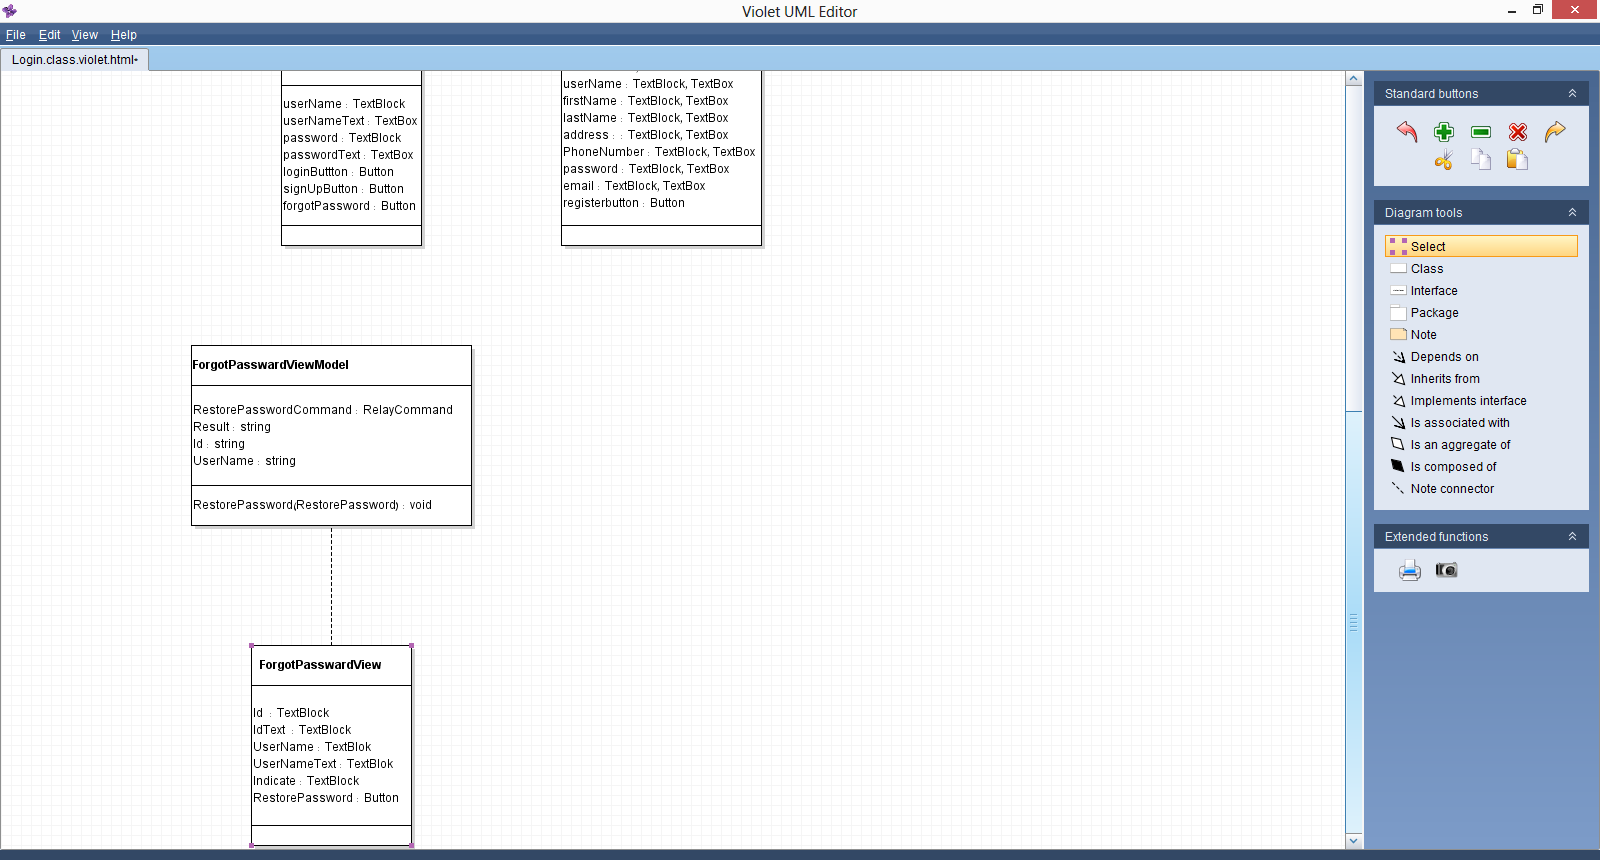 Violet UML Editor
File Edit View Help
Login.class.violet.html*
userName : TextBlock
userNameText : TextBox
password : TextBlock
passwordText : TextBox
loginButtton : Button
signUpButton : Button
forgotPassword : Button
userName : TextBlock, TextBox
firstName : TextBlock, TextBox
lastName : TextBlock, TextBox
address : : TextBlock, TextBox
PhoneNumber : TextBlock, TextBox
password : TextBlock, TextBox
email : TextBlock, TextBox
registerbutton : Button
ForgotPasswardViewModel
RestorePasswordCommand : RelayCommand
Result : string
Id : string
UserName : string
RestorePassword(RestorePassword) : void
ForgotPasswardView
Id : TextBlock
IdText : TextBlock
UserName : TextBlok
UserNameText : TextBlok
Indicate : TextBlock
RestorePassword : Button
Standard buttons
Diagram tools
Select
Class
Interface
Package
Note
Depends on
Inherits from
Implements interface
Is associated with
Is an aggregate of
Is composed of
Note connector
Extended functions